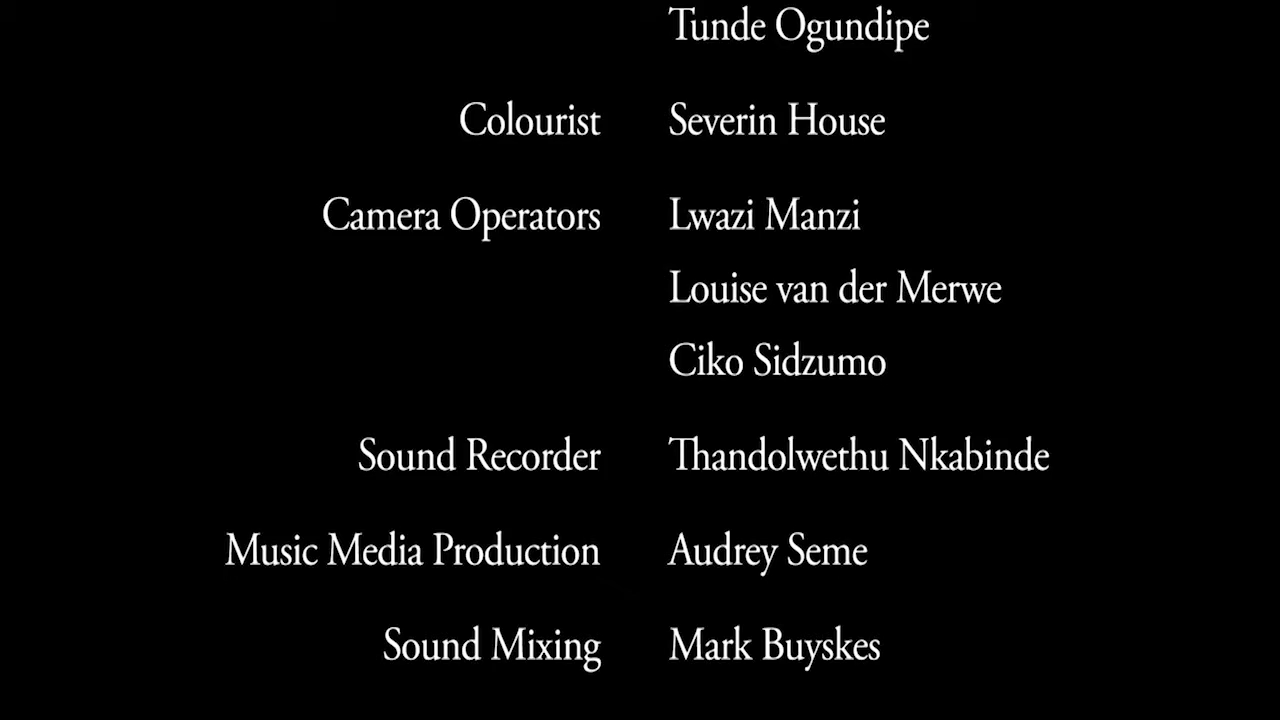 Tunde Ogundipe
Colourist Severin House
Camera Operators Lwazi Manzi
Louise van der Merwe
Ciko Sidzumo
Sound Recorder Thandolwethu Nkabinde
Music Media Production Audrey Seme
Sound Mixing Mark Buyskes